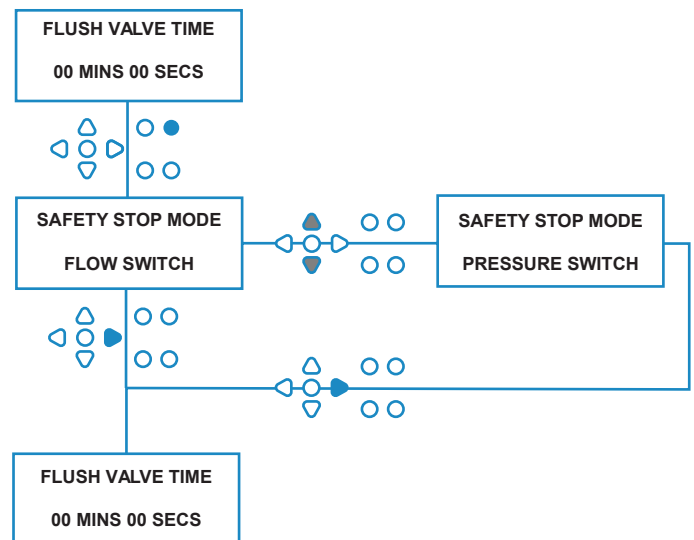 FLUSH VALVE TIME
00 MINS 00 SECS
SAFETY STOP MODE
FLOW SWITCH
SAFETY STOP MODE
PRESSURE SWITCH
FLUSH VALVE TIME
00 MINS 00 SECS